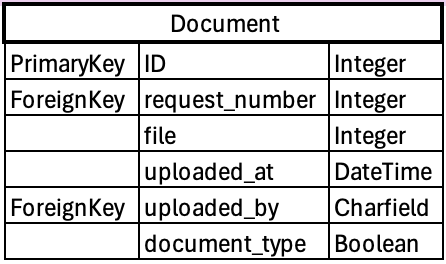 Document
PrimaryKey ID Integer
ForeignKey request_number Integer
file Integer
uploaded_at DateTime
ForeignKey uploaded_by Charfield
document_type Boolean